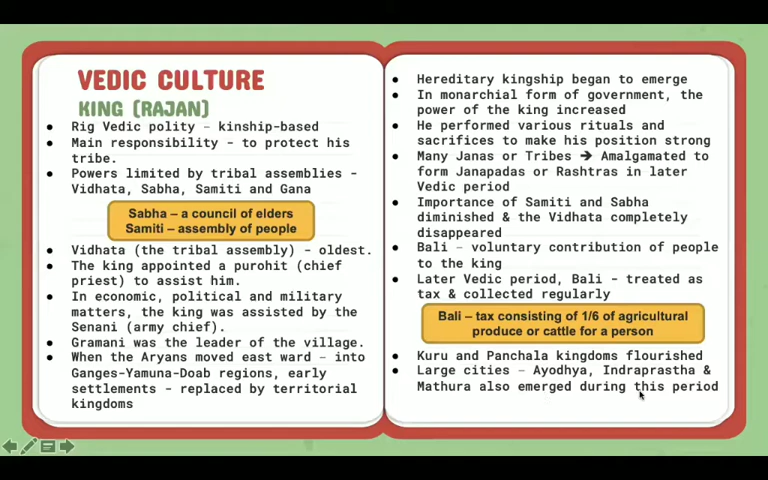 VEDIC CULTURE
KING (RAJAN)
● Rig Vedic polity – kinship-based
● Main responsibility - to protect his
tribe.
● Powers limited by tribal assemblies -
Vidhata, Sabha, Samiti and Gana
Sabha – a council of elders
Samiti – assembly of people
● Vidhata (the tribal assembly) - oldest.
● The king appointed a purohit (chief
priest) to assist him.
● In economic, political and military
matters, the king was assisted by the
Senani (army chief).
● Gramani was the leader of the village.
● When the Aryans moved east ward – into
Ganges-Yamuna-Doab regions, early
settlements - replaced by territorial
kingdoms
● Hereditary kingship began to emerge
● In monarchial form of government, the
power of the king increased
● He performed various rituals and
sacrifices to make his position strong
● Many Janas or Tribes ➔ Amalgamated to
form Janapadas or Rashtras in later
Vedic period
● Importance of Samiti and Sabha
diminished & the Vidhata completely
disappeared
● Bali – voluntary contribution of people
to the king
● Later Vedic period, Bali - treated as
tax & collected regularly
Bali – tax consisting of 1/6 of agricultural
produce or cattle for a person
● Kuru and Panchala kingdoms flourished
● Large cities – Ayodhya, Indraprastha &
Mathura also emerged during this period